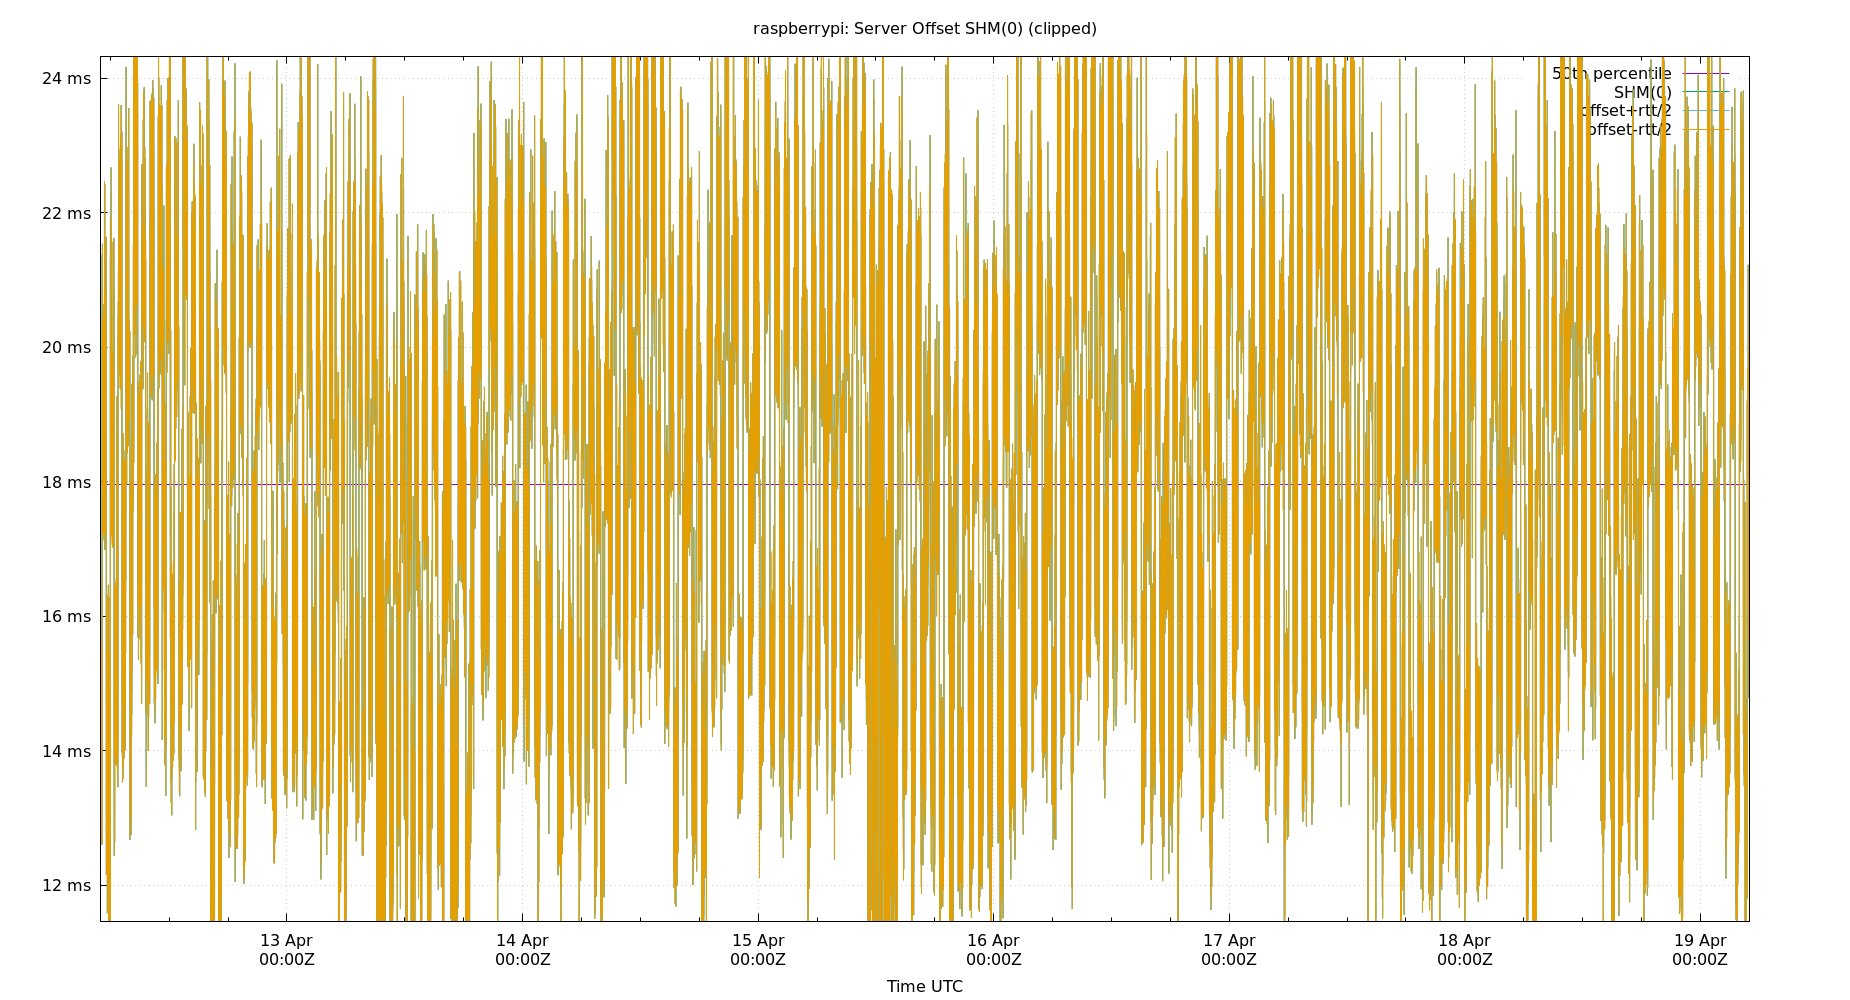 raspberrypi: Server Offset SHM(0) (clipped)
24 ms
22 ms
20 ms
18 ms
16 ms
14 ms
12 ms
50th percentile
SHM(0)
offset+rtt/2
offset-rtt/2
13 Apr 14 Apr 15 Apr 16 Apr 17 Apr 18 Apr 19 Apr
00:00Z 00:00Z 00:00Z 00:00Z 00:00Z 00:00Z 00:00Z
Time UTC